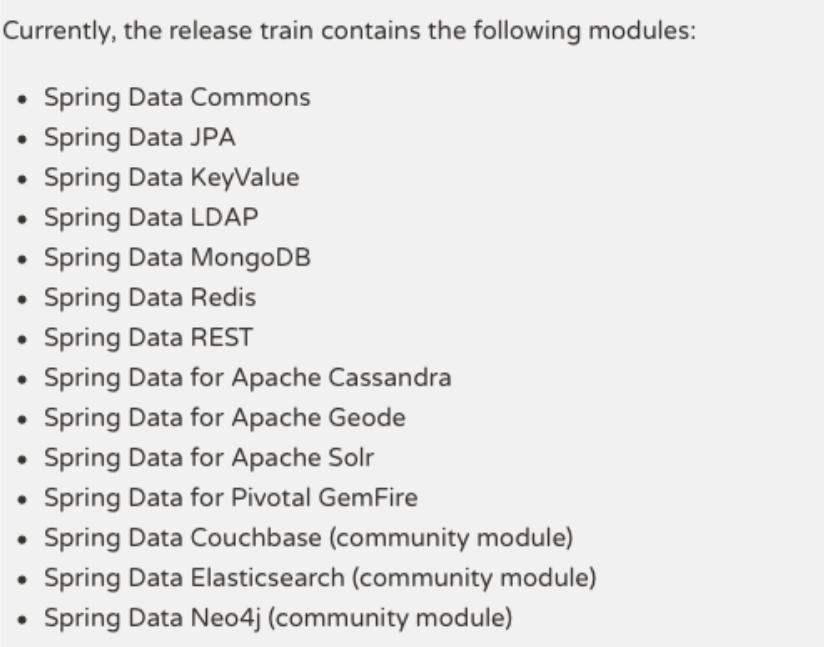 Currently, the release train contains the following modules:
• Spring Data Commons
• Spring Data JPA
• Spring Data KeyValue
• Spring Data LDAP
• Spring Data MongoDB
• Spring Data Redis
• Spring Data REST
• Spring Data for Apache Cassandra
• Spring Data for Apache Geode
• Spring Data for Apache Solr
• Spring Data for Pivotal GemFire
• Spring Data Couchbase (community module)
• Spring Data Elasticsearch (community module)
• Spring Data Neo4j (community module)